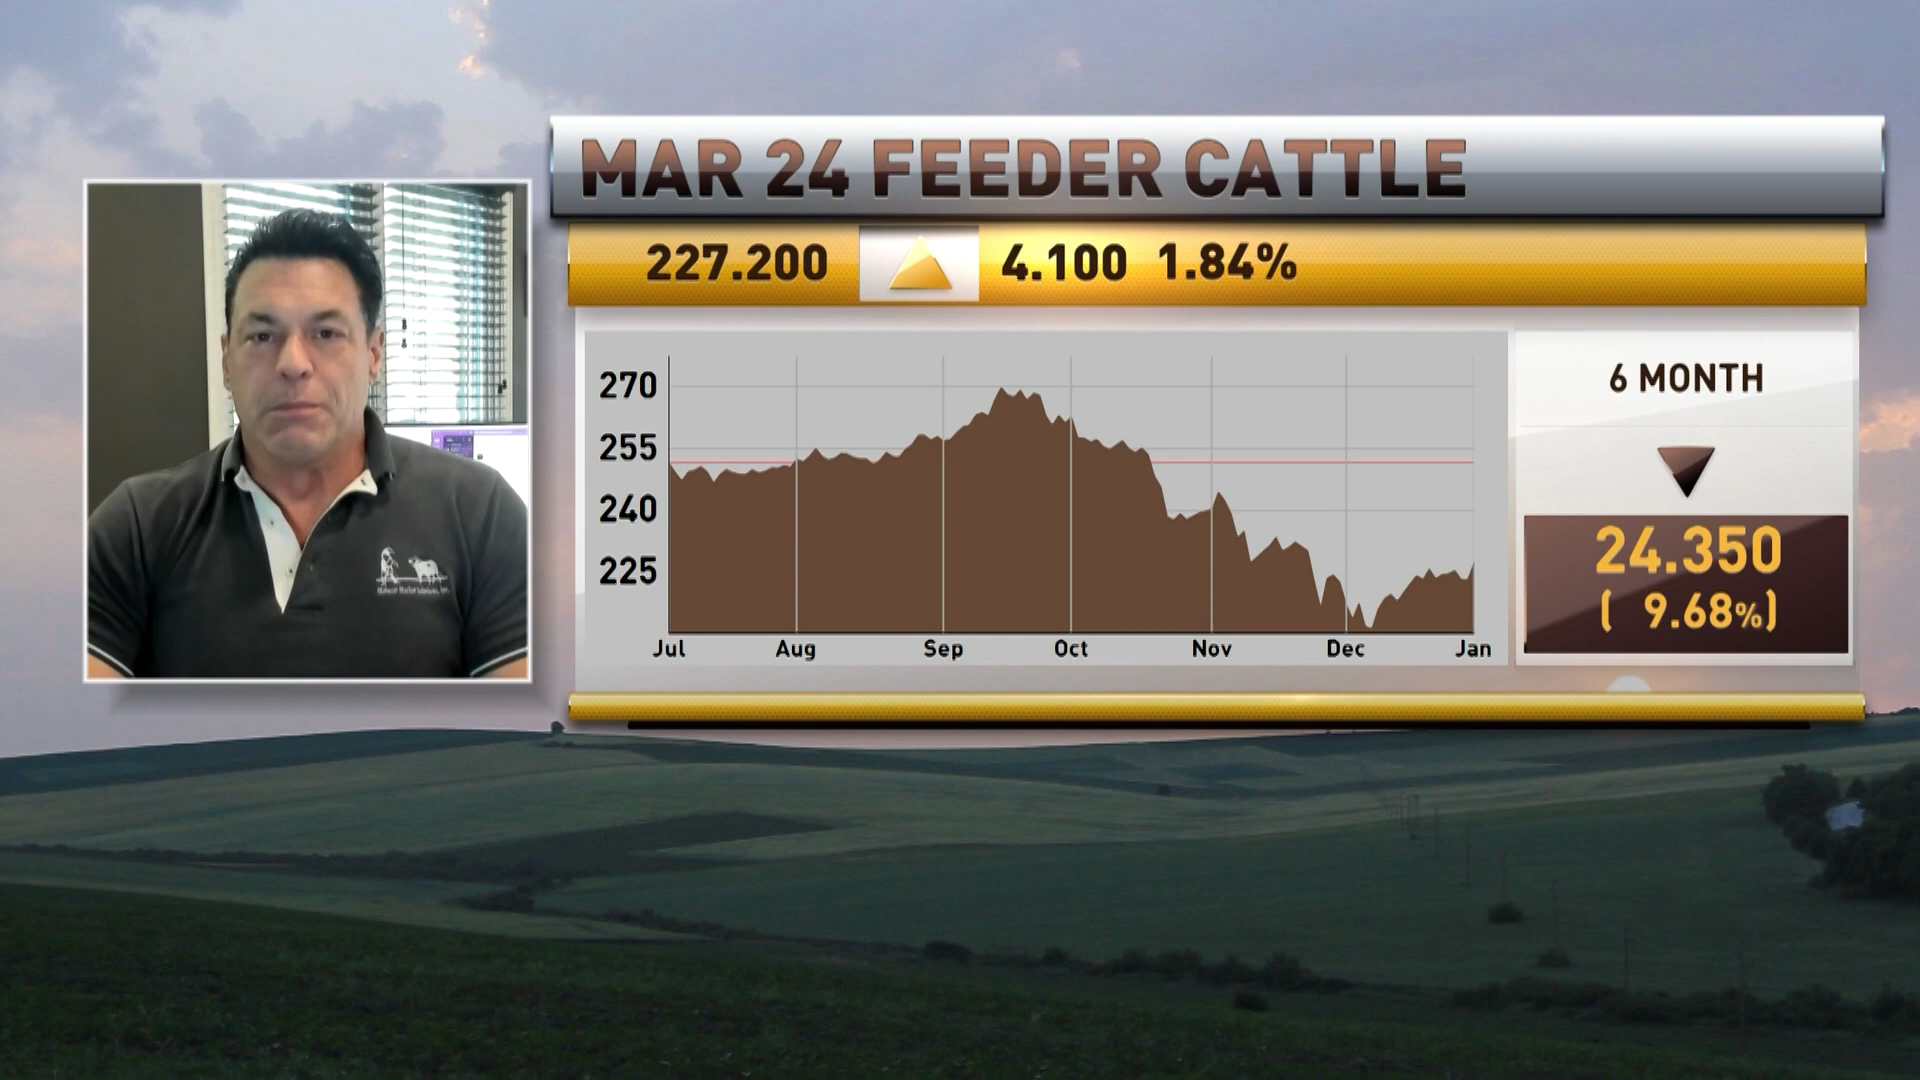 MAR 24 FEEDER CATTLE
227.200 4.100 1.84%
270
255
240
225
Jul Aug Sep Oct Nov Dec Jan
6 MONTH
24.350
( 9.68%)